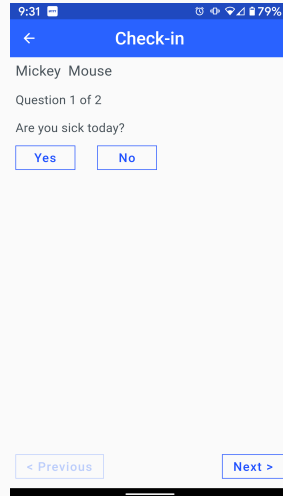 9:31 79%
Check-in
Mickey Mouse
Question 1 of 2
Are you sick today?
Yes No
< Previous Next >